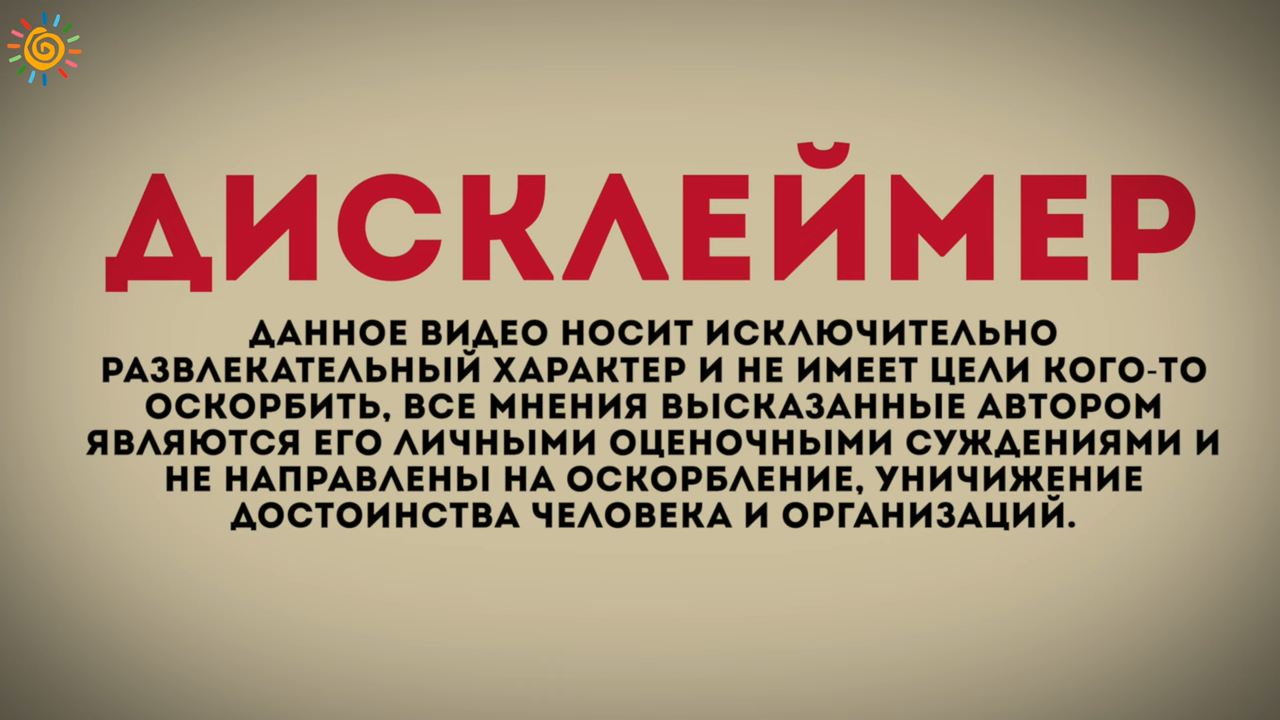 ДИСКЛЕЙМЕР
ДАННОЕ ВИДЕО НОСИТ ИСКЛЮЧИТЕЛЬНО
РАЗВЛЕКАТЕЛЬНЫЙ ХАРАКТЕР И НЕ ИМЕЕТ ЦЕЛИ КОГО-ТО
ОСКОРБИТЬ, ВСЕ МНЕНИЯ ВЫСКАЗАННЫЕ АВТОРОМ
ЯВЛЯЮТСЯ ЕГО ЛИЧНЫМИ ОЦЕНОЧНЫМИ СУЖДЕНИЯМИ И
НЕ НАПРАВЛЕНЫ НА ОСКОРБЛЕНИЕ, УНИЧИЖЕНИЕ
ДОСТОИНСТВА ЧЕЛОВЕКА И ОРГАНИЗАЦИЙ.